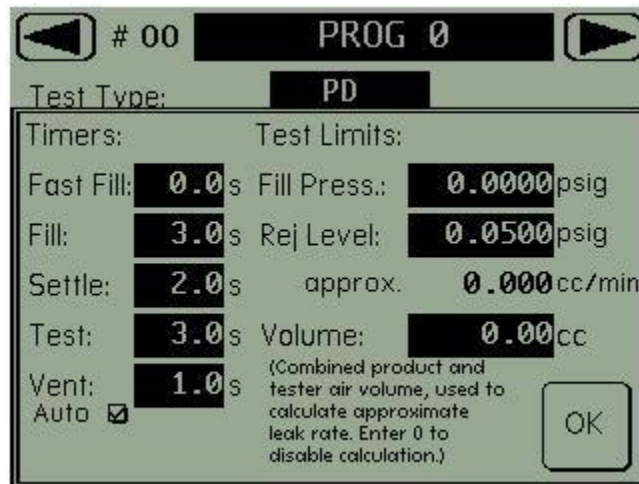 # 00 PROG 0
Test Type: PD
Timers: Test Limits:
Fast Fill: 0.0 s Fill Press.: 0.0000 psig
Fill: 3.0 s Rej Level: 0.0500 psig
Settle: 2.0 s approx. 0.000 cc/min
Test: 3.0 s Volume: 0.00 cc
Vent: 1.0 s
Auto
(Combined product and
tester air volume, used to
calculate approximate
leak rate. Enter 0 to
disable calculation.)
OK